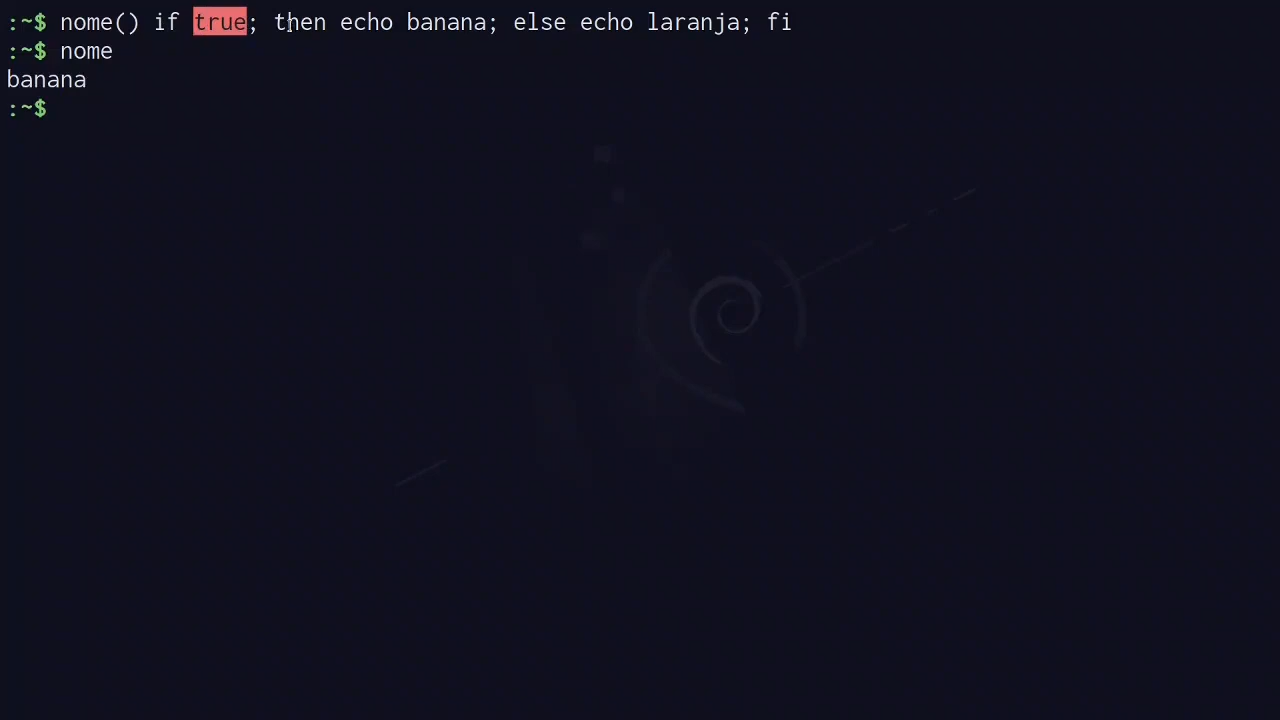 :~$ nome() if true; then echo banana; else echo laranja; fi
:~$ nome
banana
:~$